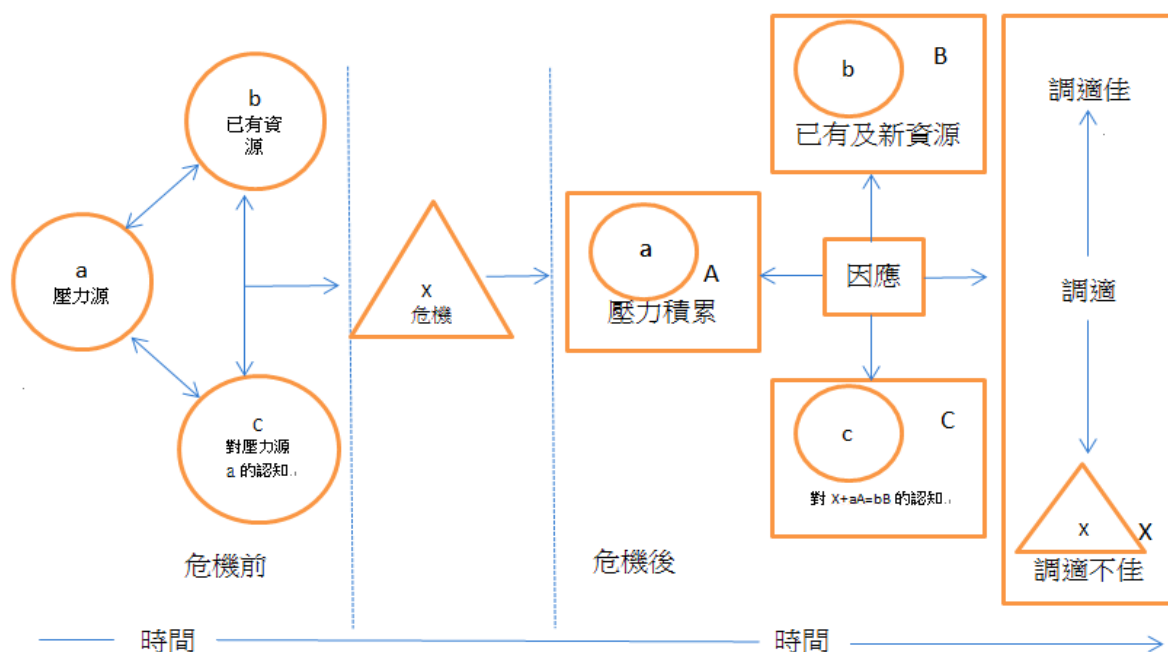 b
已有資
源
a
壓力源
C
對壓力源
a 的認知
危機前
x
危機
a
A
壓力積累
b
B
已有及新資源
因應
c
C
對 X+aA=bB 的認知
危機後
調適佳
調適
x
X
調適不佳
時間
時間